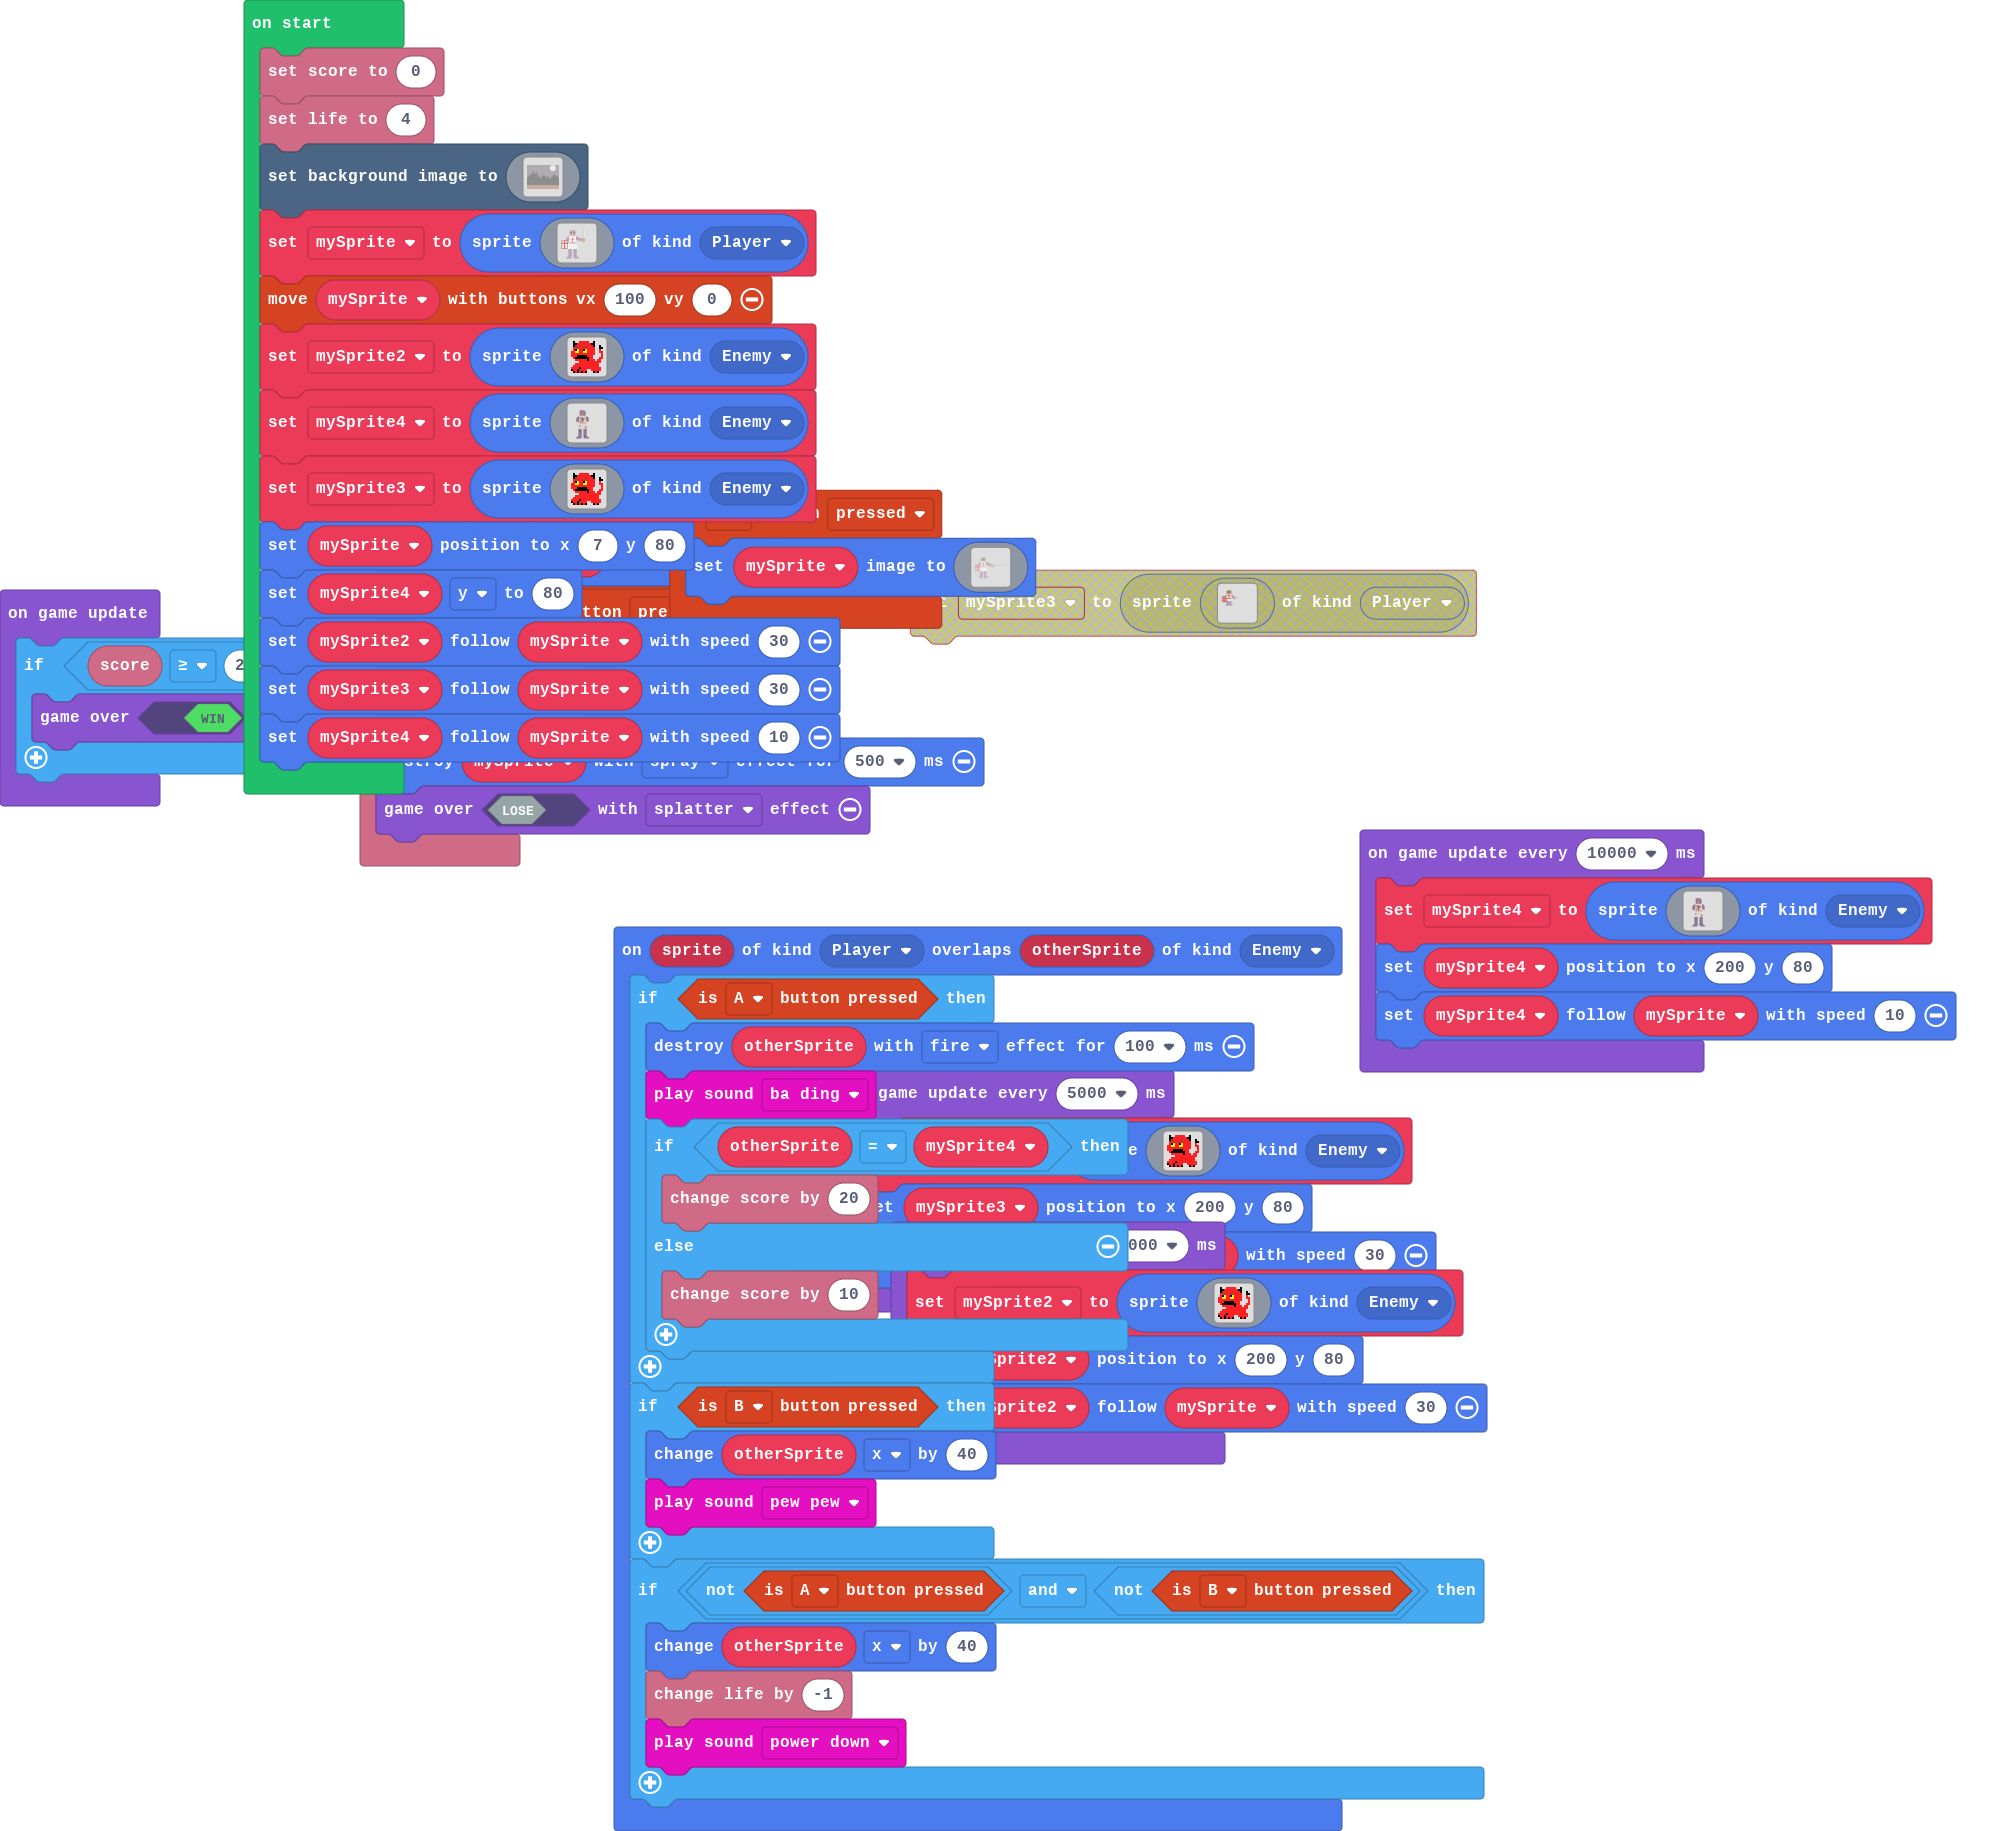 on start
set score to 0
set life to 4
set background image to
set mySprite to sprite of kind Player
move mySprite with buttons vx 100 vy 0
set mySprite2 to sprite of kind Enemy
set mySprite4 to sprite of kind Enemy
set mySprite3 to sprite of kind Enemy
pressed
set mySprite position to x 7 y 80
set mySprite image to
set mySprite4 y to 80
mySprite3 to sprite of kind Player
on game update
set mySprite2 follow mySprite with speed 30
if score ≥
set mySprite3 follow mySprite with speed 30
game over WIN
set mySprite4 follow mySprite with speed 10
mySprite with spray effect for 500 ms
game over LOSE with splatter effect
on game update every 10000 ms
set mySprite4 to sprite of kind Enemy
set mySprite4 position to x 200 y 80
set mySprite4 follow mySprite with speed 10
on sprite of kind Player overlaps otherSprite of kind Enemy
if is A button pressed then
destroy otherSprite with fire effect for 100 ms
play sound ba ding
game update every 5000 ms
if otherSprite = mySprite4 then
of kind Enemy
change score by 20
mySprite3 position to x 200 y 80
else
ms
with speed 30
change score by 10
set mySprite2 to sprite of kind Enemy
position to x 200 y 80
if is B button pressed then
follow mySprite with speed 30
change otherSprite x by 40
play sound pew pew
if not is A button pressed and not is B button pressed then
change otherSprite x by 40
change life by -1
play sound power down